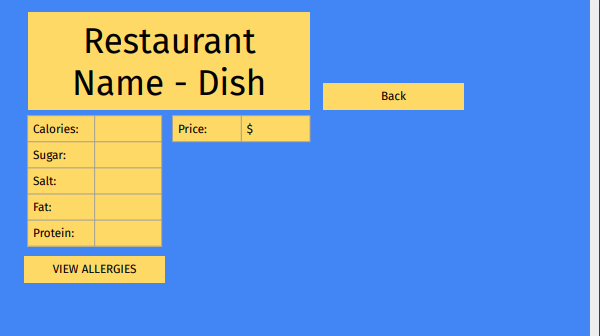 Restaurant
Name - Dish
Back
Calories:
Price: $
Sugar:
Salt:
Fat:
Protein:
VIEW ALLERGIES